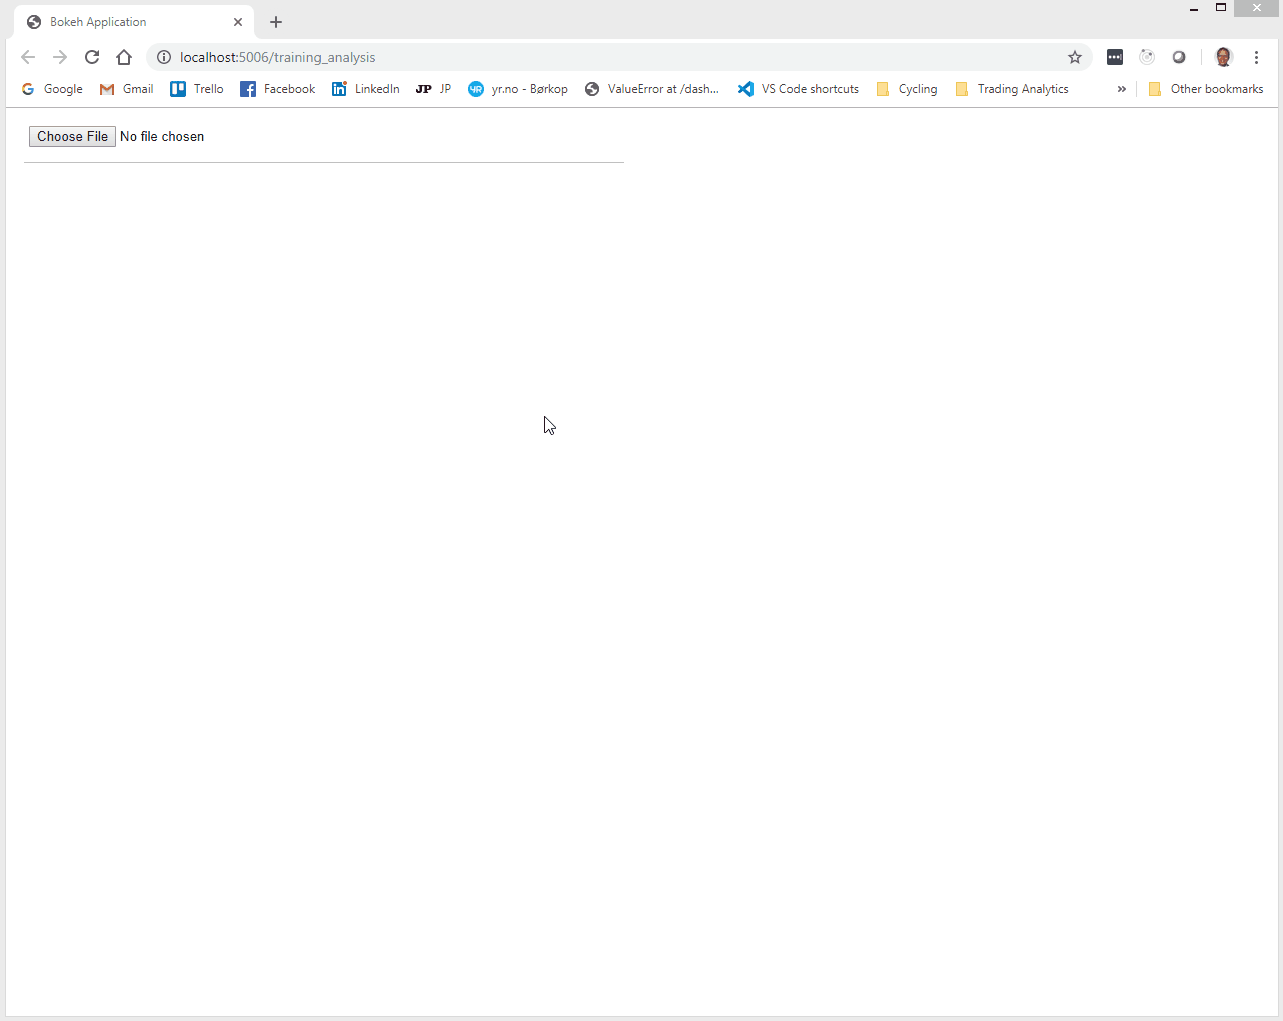 Bokeh Application
localhost:5006/training_analysis
Google Gmail Trello Facebook LinkedIn JP JP yr.no - Børkop ValueError at /dash... VS Code shortcuts Cycling Trading Analytics » Other bookmarks
Choose File No file chosen